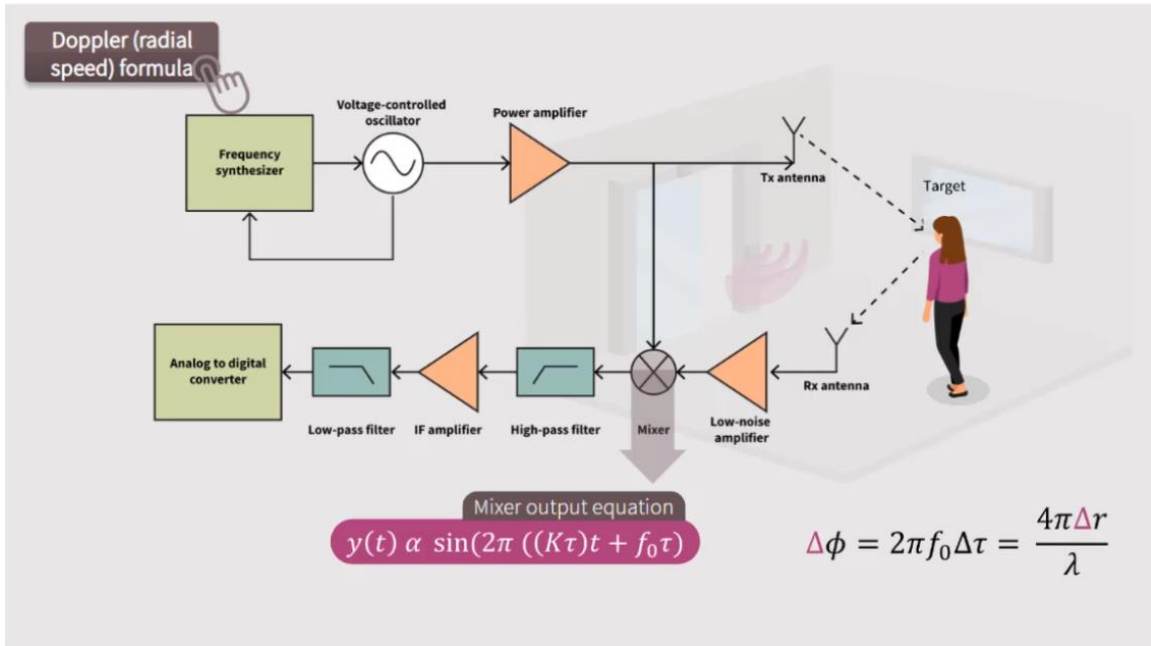 Doppler (radial
speed) formula
Voltage-controlled
oscillator
Power amplifier
Frequency
synthesizer
Tx antenna
Target
Analog to digital
converter
Rx antenna
Low-pass filter
IF amplifier
High-pass filter
Mixer
Low-noise
amplifier
Mixer output equation
y(t) α sin(2π ((Kτ)t + f₀τ)
Δϕ = 2πf₀Δτ = 4πΔr / λ